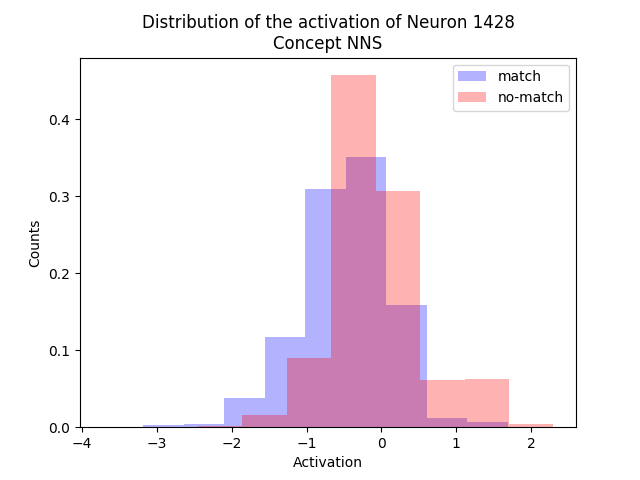 Distribution of the activation of Neuron 1428
Concept NNS
match
no-match
0.4
0.3
0.2
0.1
0.0
Counts
−4
−3
−2
−1
0
1
2
Activation